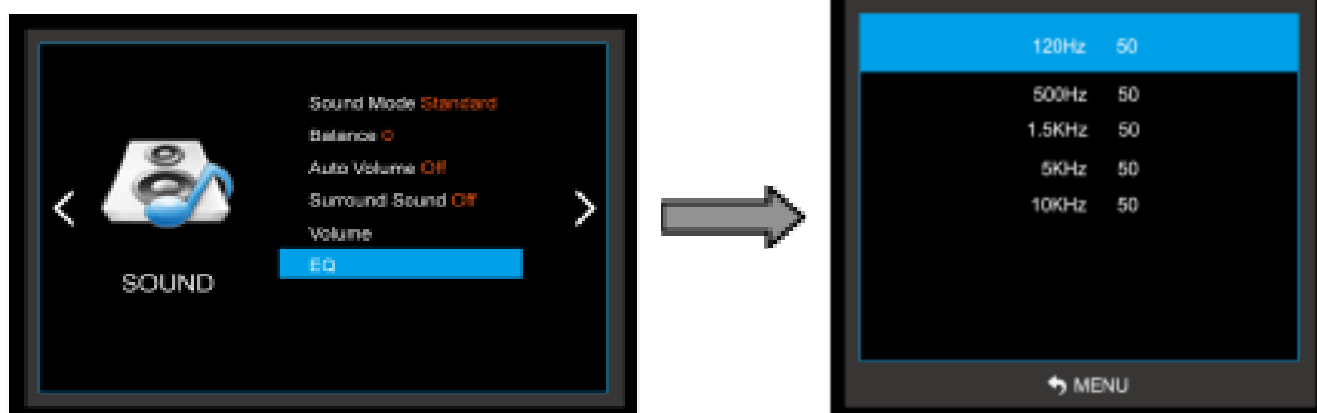 Sound Mode Standard
Balance 0
Auto Volume Off
Surround Sound Off
Volume
EQ
SOUND
120Hz 50
500Hz 50
1.5KHz 50
5KHz 50
10KHz 50
MENU